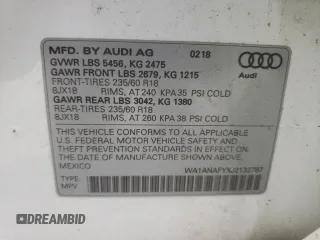 MFD. BY AUDI AG 0218
GVWR LBS 5456, KG 2475
GAWR FRONT LBS 2679, KG 1215
FRONT-TIRES 235/60 R18
8JX18 RIMS, AT 240 KPA 35 PSI COLD
GAWR REAR LBS 3042, KG 1380
REAR-TIRES 235/60 R18
8JX18 RIMS, AT 260 KPA 38 PSI COLD
Audi
THIS VEHICLE CONFORMS TO ALL APPLICABLE
U.S. FEDERAL MOTOR VEHICLE SAFETY
STANDARDS IN EFFECT ON THE
DATE OF MANUFACTURE SHOWN ABOVE.
MEXICO WA1ANAFYXJ2132787
TYPE:
MPV
DREAMBID
DREAMBID.COM